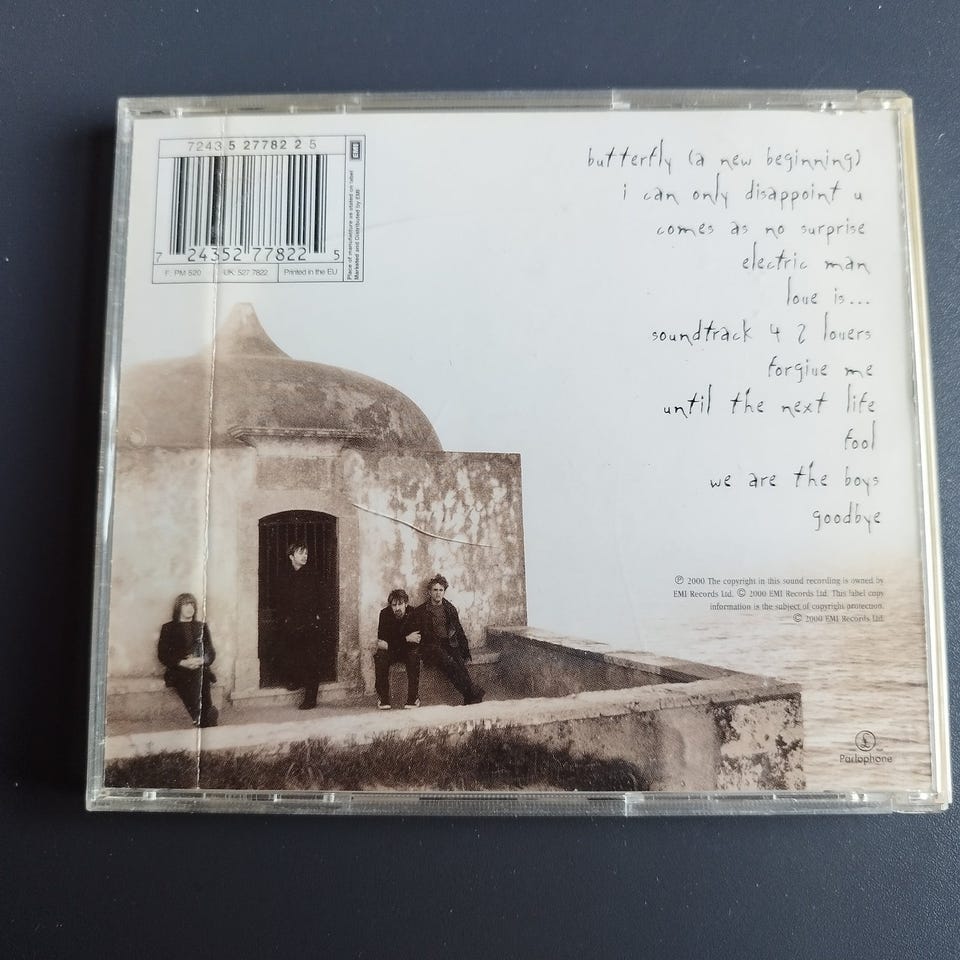 7243 5 27782 2 5
EMI
Place of manufacture as stated on label
Marketed and Distributed by EMI
7 24352 77822 5
F: PM 520
UK: 527 7822
Printed in the EU
butterfly (a new beginning)
i can only disappoint u
comes as no surprise
electric man
love is...
soundtrack 4 2 lovers
forgive me
until the next life
fool
we are the boys
goodbye
℗ 2000 The copyright in this sound recording is owned by
EMI Records Ltd. © 2000 EMI Records Ltd. This label copy
information is the subject of copyright protection.
© 2000 EMI Records Ltd.
£
Parlophone